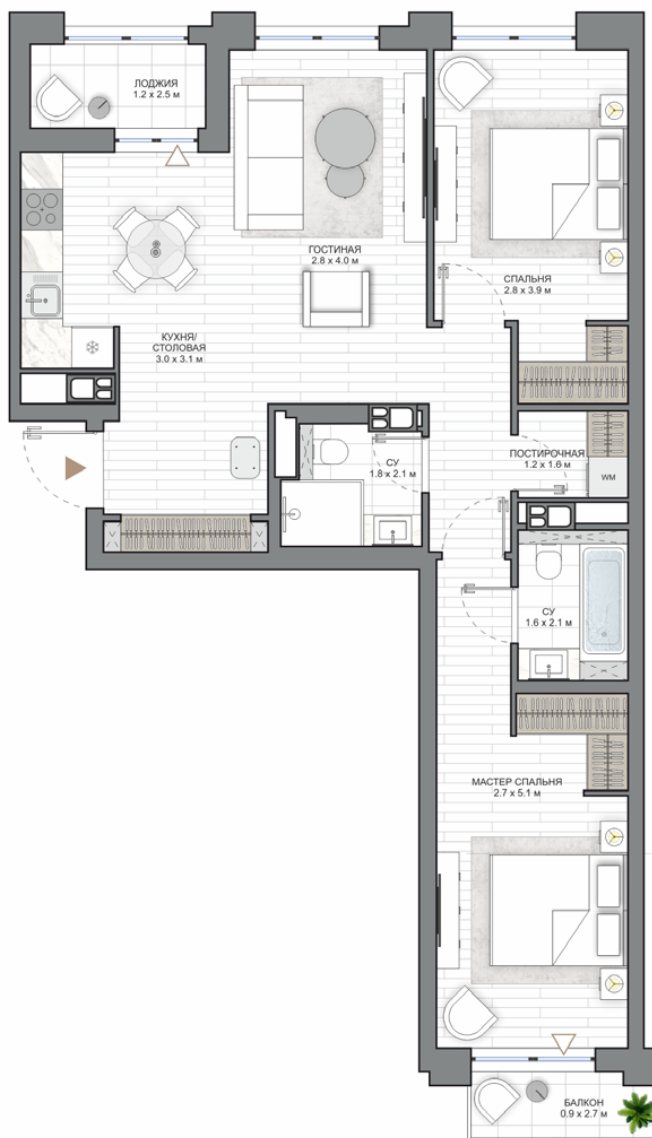 ЛОДЖИЯ
1.2 x 2.5 м
ГОСТИНАЯ
2.8 x 4.0 м
СПАЛЬНЯ
2.8 x 3.9 м
КУХНЯ/
СТОЛОВАЯ
3.0 x 3.1 м
ПОСТИРОЧНАЯ
1.2 x 1.6 м
WM
СУ
1.8 x 2.1 м
СУ
1.6 x 2.1 м
МАСТЕР СПАЛЬНЯ
2.7 x 5.1 м
БАЛКОН
0.9 x 2.7 м